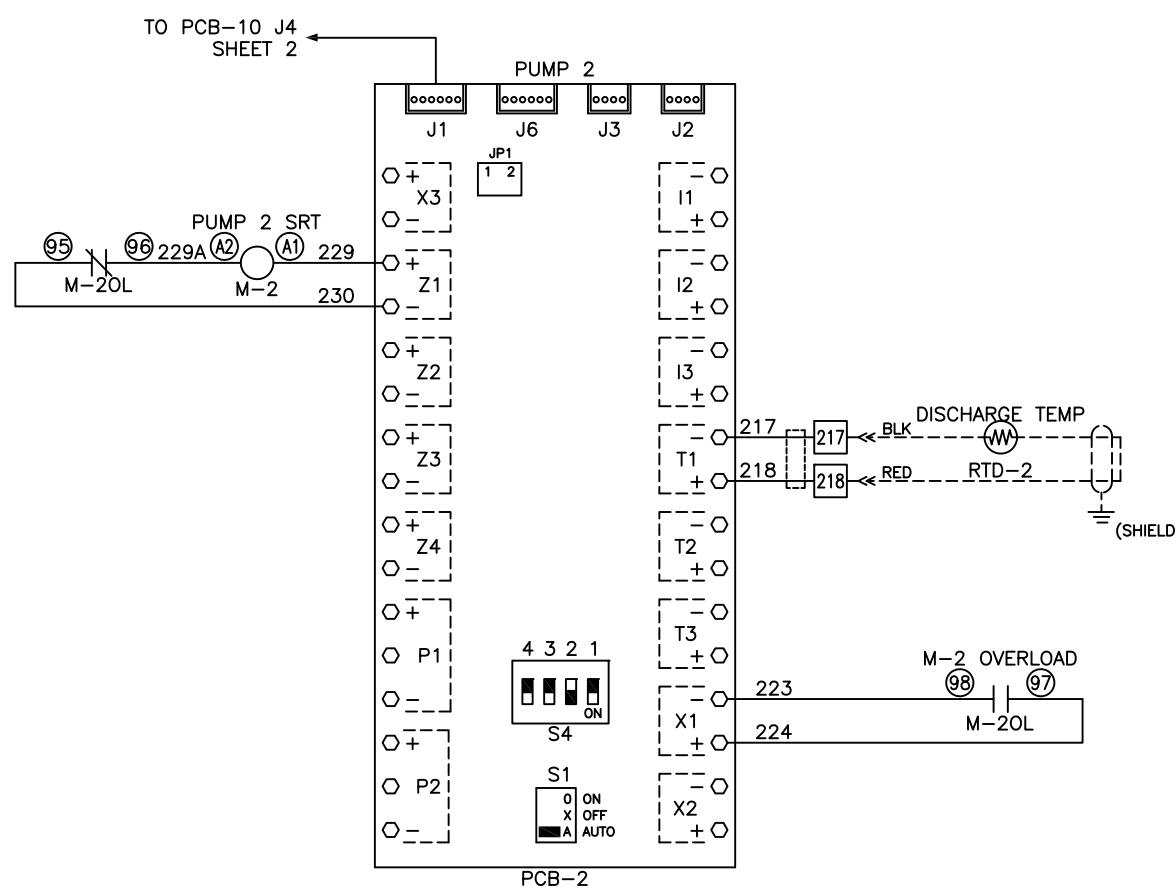 TO PCB-10 J4
SHEET 2
PUMP 2
J1 J6 J3 J2
JP1
1 2
+ X3 -
- I1 +
PUMP 2 SRT
95 96 229A A2 A1 229
M-2OL M-2
230
+ Z1 -
- I2 +
+ Z2 -
- I3 +
+ Z3 -
- T1 +
217 217 BLK DISCHARGE TEMP
218 218 RED RTD-2
(SHIELD
+ Z4 -
- T2 +
+ P1 -
- T3 +
4 3 2 1
ON
S4
M-2 OVERLOAD
223 98 97
M-2OL
224
- X1 +
+ P2 -
- X2 +
S1
O ON
X OFF
A AUTO
PCB-2